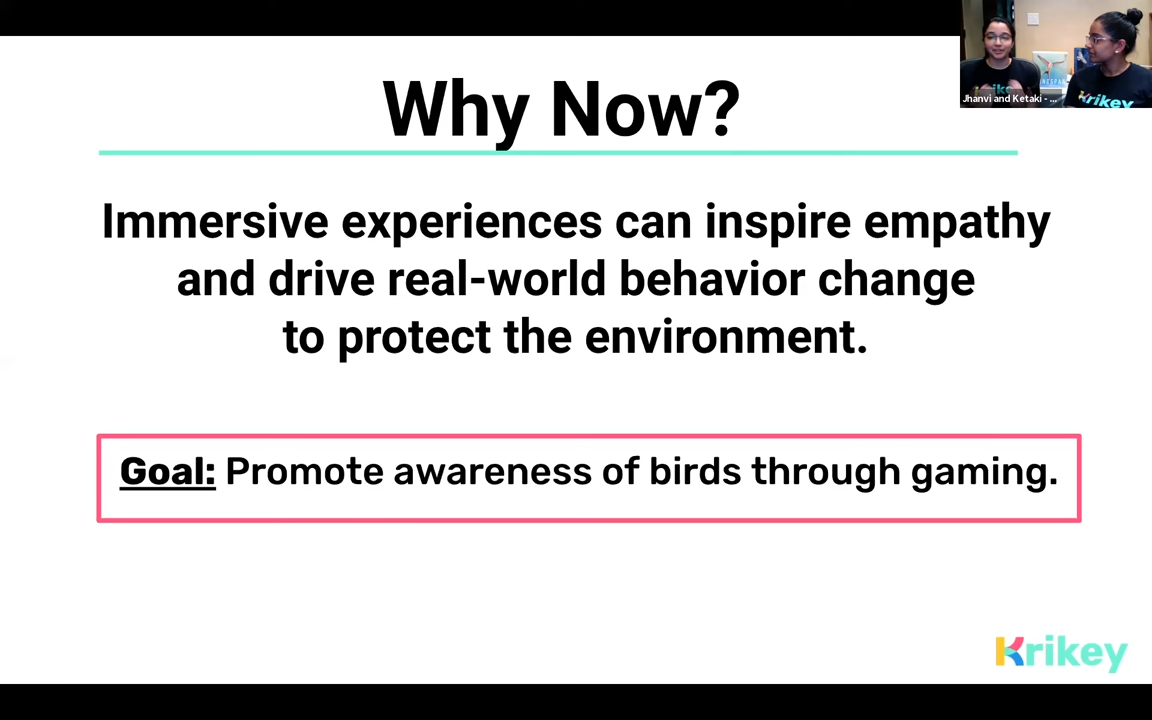 Why Now?
Immersive experiences can inspire empathy
and drive real-world behavior change
to protect the environment.
Goal: Promote awareness of birds through gaming.
Krikey
Jhanvi and Ketaki - ...
Krikey